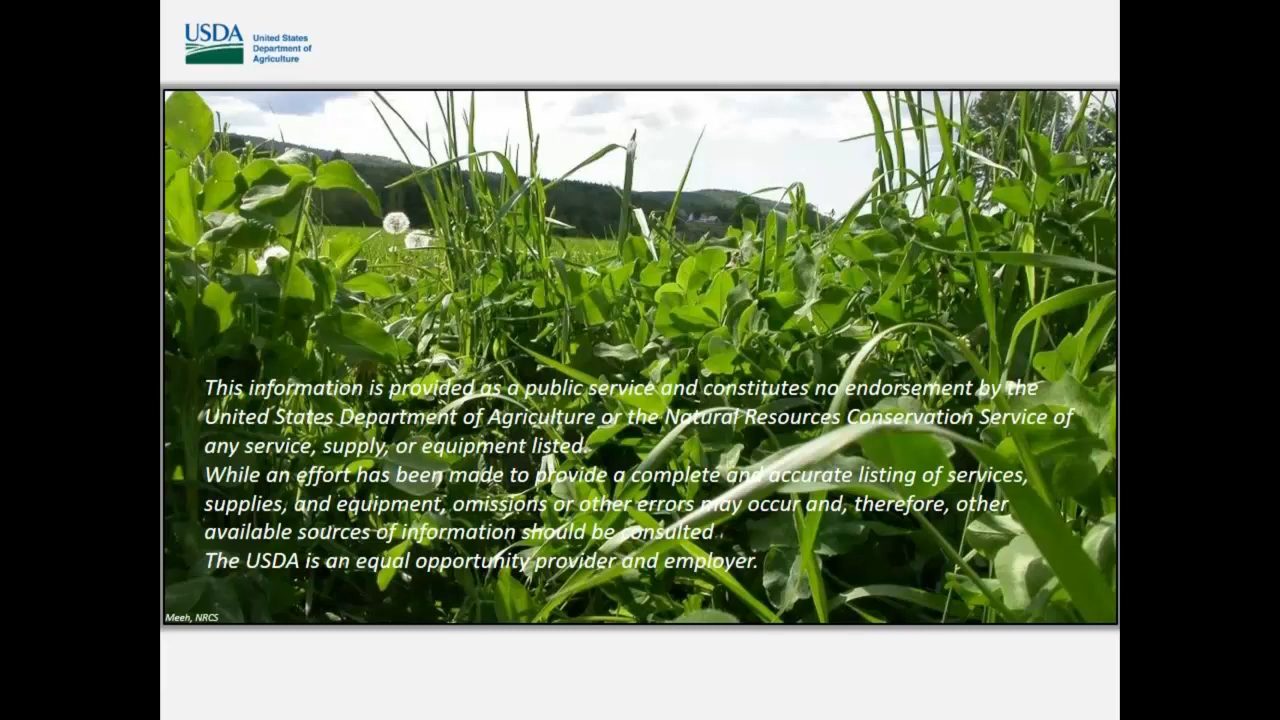 USDA
United States
Department of
Agriculture
This information is provided as a public service and constitutes no endorsement by the
United States Department of Agriculture or the Natural Resources Conservation Service of
any service, supply, or equipment listed.
While an effort has been made to provide a complete and accurate listing of services,
supplies, and equipment, omissions or other errors may occur and, therefore, other
available sources of information should be consulted.
The USDA is an equal opportunity provider and employer.
Meeh, NRCS